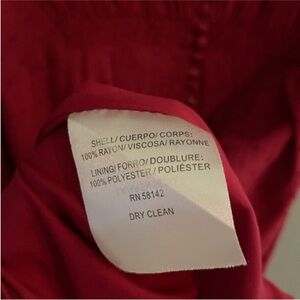 SHELL/ CUERPO/ CORPS:
100% RAYON/ VISCOSA/ RAYONNE
LINING/ FORRO/ DOUBLURE:
100% POLYESTER / POLIÉSTER
RN 58142
DRY CLEAN